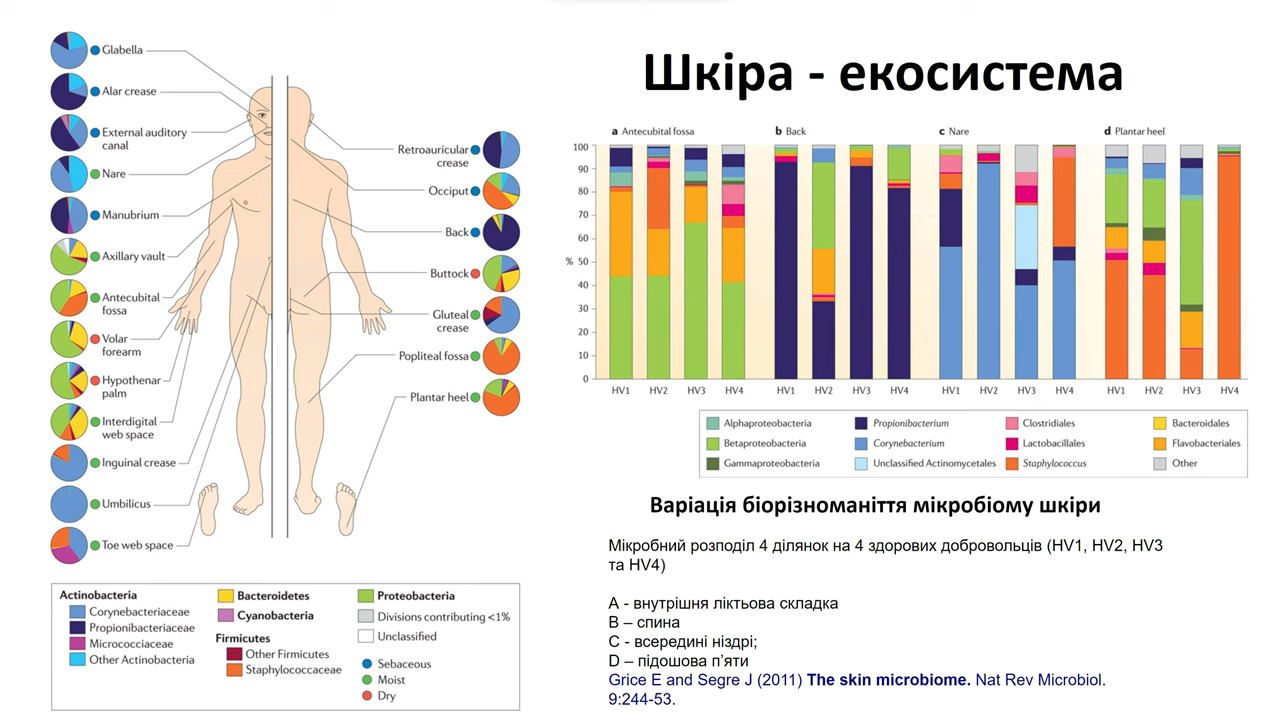 Шкіра - екосистема
Glabella
Alar crease
External auditory
canal
Nare
Manubrium
Axillary vault
Antecubital
fossa
Volar
forearm
Hypothenar
palm
Interdigital
web space
Inguinal crease
Umbilicus
Toe web space
Retroauricular
crease
Occiput
Back
Buttock
Gluteal
crease
Popliteal fossa
Plantar heel
Actinobacteria
Corynebacteriaceae
Propionibacteriaceae
Micrococciaceae
Other Actinobacteria
Bacteroidetes
Cyanobacteria
Firmicutes
Other Firmicutes
Staphylococcaceae
Proteobacteria
Divisions contributing <1%
Unclassified
Sebaceous
Moist
Dry
a Antecubital fossa
b Back
c Nare
d Plantar heel
100
90
80
70
60
% 50
40
30
20
10
0
HV1 HV2 HV3 HV4 HV1 HV2 HV3 HV4 HV1 HV2 HV3 HV4 HV1 HV2 HV3 HV4
Alphaproteobacteria
Betaproteobacteria
Gammaproteobacteria
Propionibacterium
Corynebacterium
Unclassified Actinomycetales
Clostridiales
Lactobacillales
Staphylococcus
Bacteroidales
Flavobacteriales
Other
Варіація біорізноманіття мікробіому шкіри
Мікробний розподіл 4 ділянок на 4 здорових добровольців (HV1, HV2, HV3
та HV4)
A - внутрішня ліктьова складка
B – спина
C - всередині ніздрі;
D – підошова п’яти
Grice E and Segre J (2011) The skin microbiome. Nat Rev Microbiol.
9:244-53.